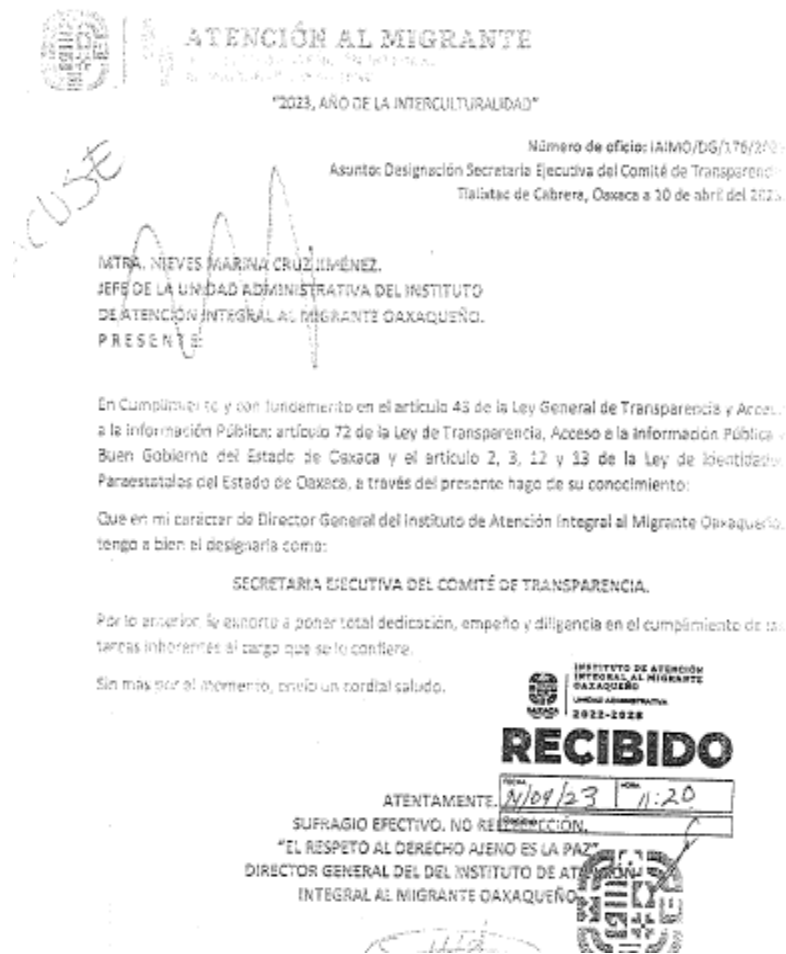 ATENCIÓN AL MIGRANTE
"2023, AÑO DE LA INTERCULTURALIDAD"
Número de oficio: IAIMO/DG/176/202
Asunto: Designación Secretaria Ejecutiva del Comité de Transparencia
Tlalixtac de Cabrera, Oaxaca a 10 de abril del 2023.
ACUSE
MTRA. NIEVES MARINA CRUZ JIMÉNEZ.
JEFE DE LA UNIDAD ADMINISTRATIVA DEL INSTITUTO
DE ATENCIÓN INTEGRAL AL MIGRANTE OAXAQUEÑO.
P R E S E N T E
En Cumplimiento y con fundamento en el artículo 43 de la Ley General de Transparencia y Acceso
a la Información Pública; artículo 72 de la Ley de Transparencia, Acceso a la Información Pública y
Buen Gobierno del Estado de Oaxaca y el artículo 2, 3, 12 y 13 de la Ley de Identidades
Paraestatales del Estado de Oaxaca, a través del presente hago de su conocimiento:
Que en mi carácter de Director General del Instituto de Atención Integral al Migrante Oaxaqueño,
tengo a bien el designarla como:
SECRETARIA EJECUTIVA DEL COMITÉ DE TRANSPARENCIA.
Por lo anterior, le exhorto a poner total dedicación, empeño y diligencia en el cumplimiento de las
tareas inherentes al cargo que se le confiere.
Sin mas por el momento, envío un cordial saludo.
INSTITUTO DE ATENCIÓN
INTEGRAL AL MIGRANTE
OAXAQUEÑO
UNIDAD ADMINISTRATIVA
2022-2028
OAXACA
RECIBIDO
FECHA
/04/23
HORA
11:20
ATENTAMENTE.
SUFRAGIO EFECTIVO. NO REELECCIÓN.
"EL RESPETO AL DERECHO AJENO ES LA PAZ"
DIRECTOR GENERAL DEL DEL INSTITUTO DE ATENCIÓN
INTEGRAL AL MIGRANTE OAXAQUEÑO